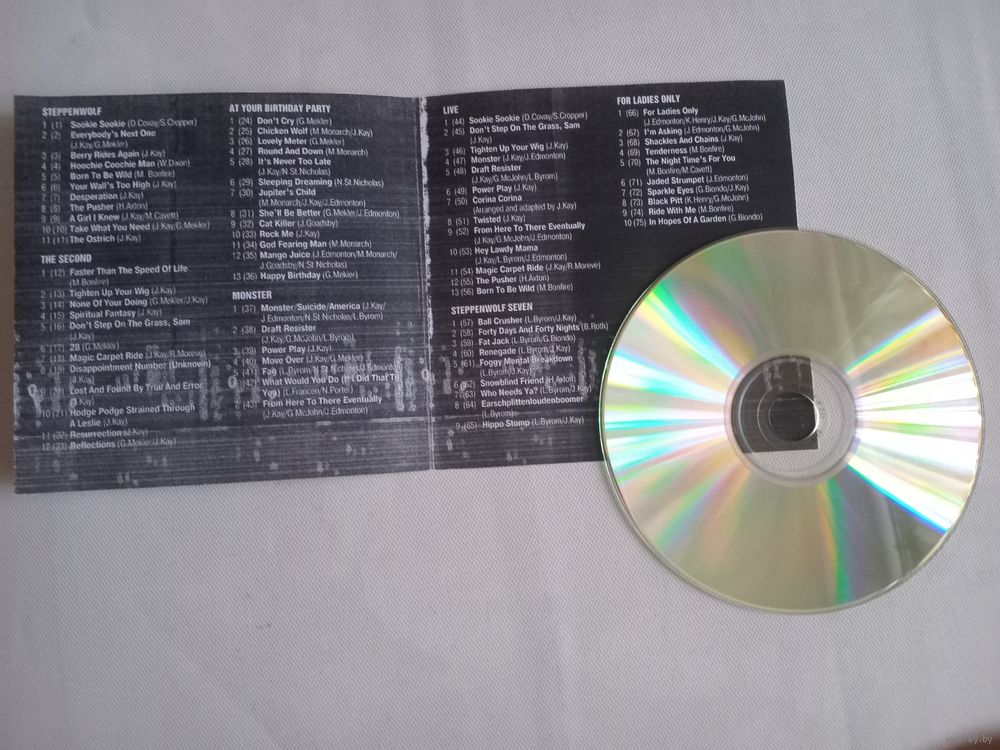 STEPPENWOLF
1 (1) Sookie Sookie (D.Covay/S.Cropper)
2 (2) Everybody's Next One
(J.Kay/G.Mekler)
3 (3) Berry Rides Again (J.Kay)
4 (4) Hoochie Coochie Man (W.Dixon)
5 (5) Born To Be Wild (M. Bonfire)
6 (6) Your Wall's Too High (J.Kay)
7 (7) Desperation (J.Kay)
8 (8) The Pusher (H.Axton)
9 (9) A Girl I Knew (J.Kay/M.Cavett)
10 (10) Take What You Need (J.Kay/G.Mekler)
11 (11) The Ostrich (J.Kay)
THE SECOND
1 (12) Faster Than The Speed Of Life
(M.Bonfire)
2 (13) Tighten Up Your Wig (J.Kay)
3 (14) None Of Your Doing (G.Mekler/J.Kay)
4 (15) Spiritual Fantasy (J.Kay)
5 (16) Don't Step On The Grass, Sam
(J.Kay)
6 (17) 28 (G.Mekler)
7 (18) Magic Carpet Ride (J.Kay/R.Moreve)
8 (19) Disappointment Number (Unknown)
(J.Kay)
9 (20) Lost And Found By Trial And Error
(J.Kay)
10 (21) Hodge Podge Strained Through
A Leslie (J.Kay)
11 (22) Resurrection (J.Kay)
12 (23) Reflections (G.Mekler/J.Kay)
AT YOUR BIRTHDAY PARTY
1 (24) Don't Cry (G.Mekler)
2 (25) Chicken Wolf (M.Monarch/J.Kay)
3 (26) Lovely Meter (G.Mekler)
4 (27) Round And Down (M.Monarch)
5 (28) It's Never Too Late
(J.Kay/N.St.Nicholas)
6 (29) Sleeping Dreaming (N.St.Nicholas)
7 (30) Jupiter's Child
(M.Monarch/J.Kay/J.Edmonton)
8 (31) She'll Be Better (G.Mekler/J.Edmonton)
9 (32) Cat Killer (J.Goadsby)
10 (33) Rock Me (J.Kay)
11 (34) God Fearing Man (M.Monarch)
12 (35) Mango Juice (J.Edmonton/M.Monarch/
J.Goadsby/N.St.Nicholas)
13 (36) Happy Birthday (G.Mekler)
MONSTER
1 (37) Monster/Suicide/America (J.Kay/
J.Edmonton/N.St.Nicholas/L.Byrom)
2 (38) Draft Resister
(J.Kay/G.McJohn/L.Byrom)
3 (39) Power Play (J.Kay)
4 (40) Move Over (J.Kay/G.Mekler)
5 (41) Fag (L.Byrom/N.St.Nicholas/J.Edmonton)
6 (42) What Would You Do (If I Did That To
You) (L.Francen/N.Porter)
7 (43) From Here To There Eventually
(J.Kay/G.McJohn/J.Edmonton)
LIVE
1 (44) Sookie Sookie (D.Covay/S.Cropper)
2 (45) Don't Step On The Grass, Sam
(J.Kay)
3 (46) Tighten Up Your Wig (J.Kay)
4 (47) Monster (J.Kay/J.Edmonton)
5 (48) Draft Resister
(J.Kay/G.McJohn/L.Byrom)
6 (49) Power Play (J.Kay)
7 (50) Corina Corina
(Arranged and adapted by J.Kay)
8 (51) Twisted (J.Kay)
9 (52) From Here To There Eventually
(J.Kay/G.McJohn/J.Edmonton)
10 (53) Hey Lawdy Mama
(J.Kay/L.Byrom/J.Edmonton)
11 (54) Magic Carpet Ride (J.Kay/R.Moreve)
12 (55) The Pusher (H.Axton)
13 (56) Born To Be Wild (M.Bonfire)
STEPPENWOLF SEVEN
1 (57) Ball Crusher (L.Byrom/J.Kay)
2 (58) Forty Days And Forty Nights (B.Roth)
3 (59) Fat Jack (L.Byrom/G.Biondo)
4 (60) Renegade (L.Byrom/J.Kay)
5 (61) Foggy Mental Breakdown
(L.Byrom/J.Kay)
6 (62) Snowblind Friend (H.Axton)
7 (63) Who Needs Ya? (L.Byrom/J.Kay)
8 (64) Earschplittenloudenboomer
(L.Byrom)
9 (65) Hippo Stomp (L.Byrom/J.Kay)
FOR LADIES ONLY
1 (66) For Ladies Only
(J.Edmonton/K.Henry/J.Kay/G.McJohn)
2 (67) I'm Asking (J.Edmonton/G.McJohn)
3 (68) Shackles And Chains (J.Kay)
4 (69) Tenderness (M.Bonfire)
5 (70) The Night Time's For You
(M.Bonfire/M.Cavett)
6 (71) Jaded Strumpet (J.Edmonton)
7 (72) Sparkle Eyes (G.Biondo/J.Kay)
8 (73) Black Pitt (K.Henry/G.McJohn)
9 (74) Ride With Me (M.Bonfire)
10 (75) In Hopes Of A Garden (G.Biondo)